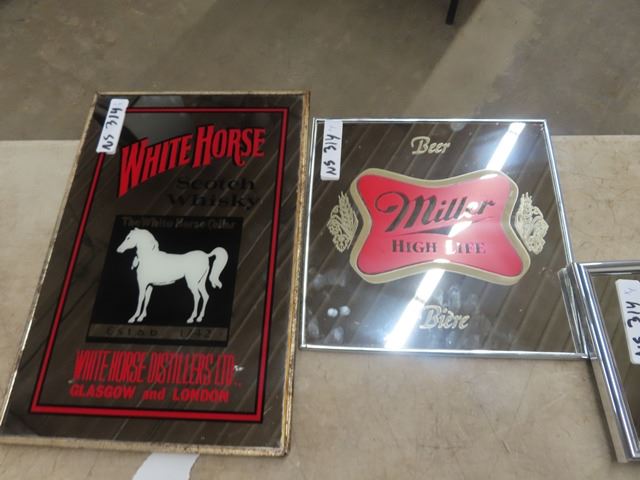 NS 314
WHITE HORSE
Scotch
Whisky
The White Horse Cellar
Estab. 1742
WHITE HORSE DISTILLERS LTD.,
GLASGOW and LONDON
NS 314
Beer
Miller
HIGH LIFE
Bière